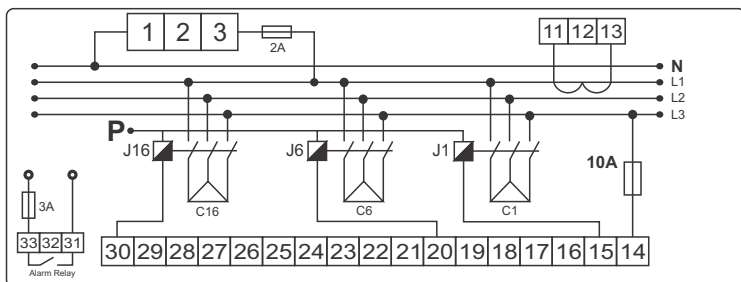 1 2 3
2A
11 12 13
N
L1
L2
L3
P
J16
J6
J1
10A
3A
C16
C6
C1
33 32 31
30 29 28 27 26 25 24 23 22 21 20 19 18 17 16 15 14
Alarm Relay